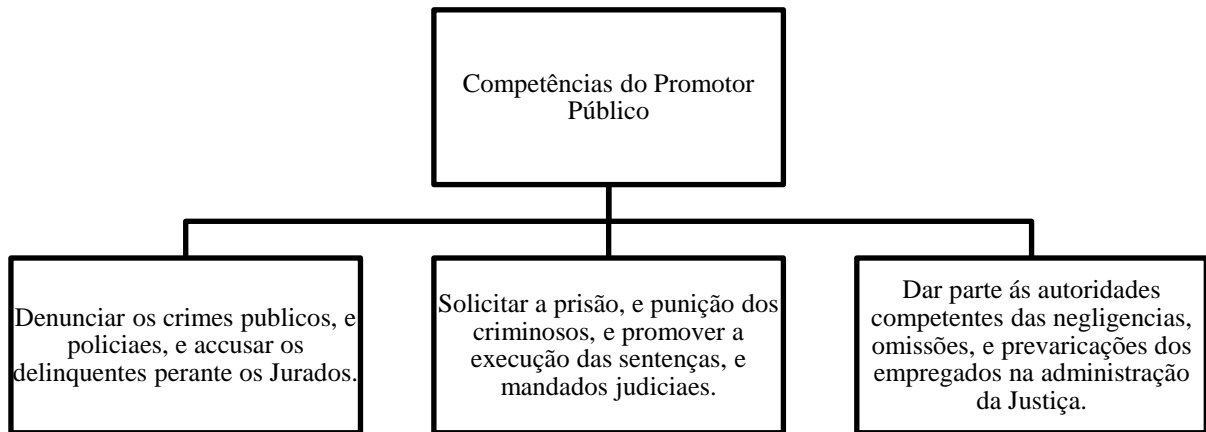 Competências do Promotor
Público
Denunciar os crimes publicos, e
policiaes, e accusar os
delinquentes perante os Jurados.
Solicitar a prisão, e punição dos
criminosos, e promover a
execução das sentenças, e
mandados judiciaes.
Dar parte ás autoridades
competentes das negligencias,
omissões, e prevaricações dos
empregados na administração
da Justiça.